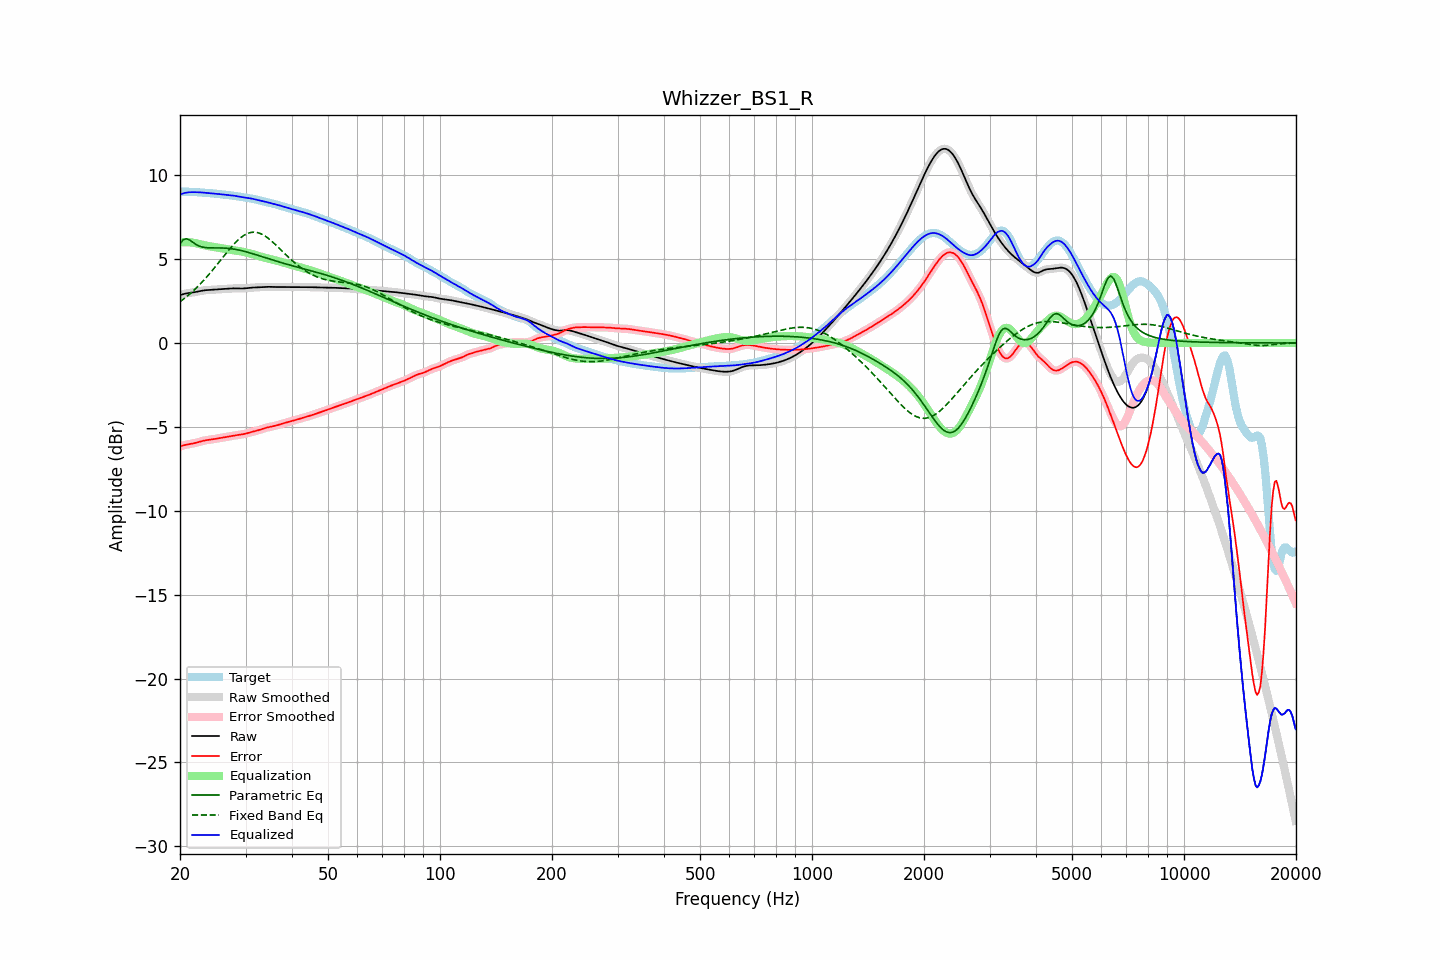 Whizzer_BS1_R
Amplitude (dBr)
10
5
0
−5
−10
−15
−20
−25
−30
Target
Raw Smoothed
Error Smoothed
Raw
Error
Equalization
Parametric Eq
Fixed Band Eq
Equalized
20 50 100 200 500 1000 2000 5000 10000 20000
Frequency (Hz)